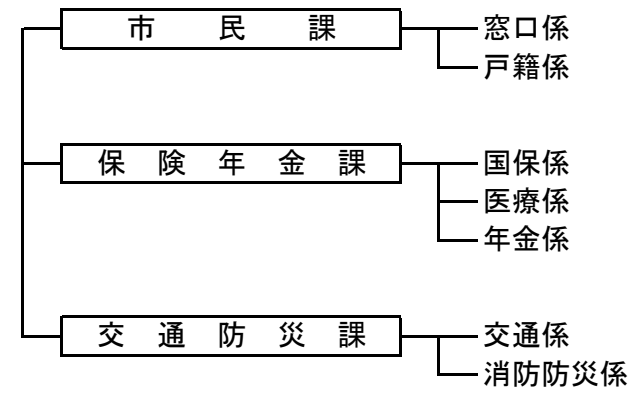 市民課
窓口係
戸籍係
保険年金課
国保係
医療係
年金係
交通防災課
交通係
消防防災係